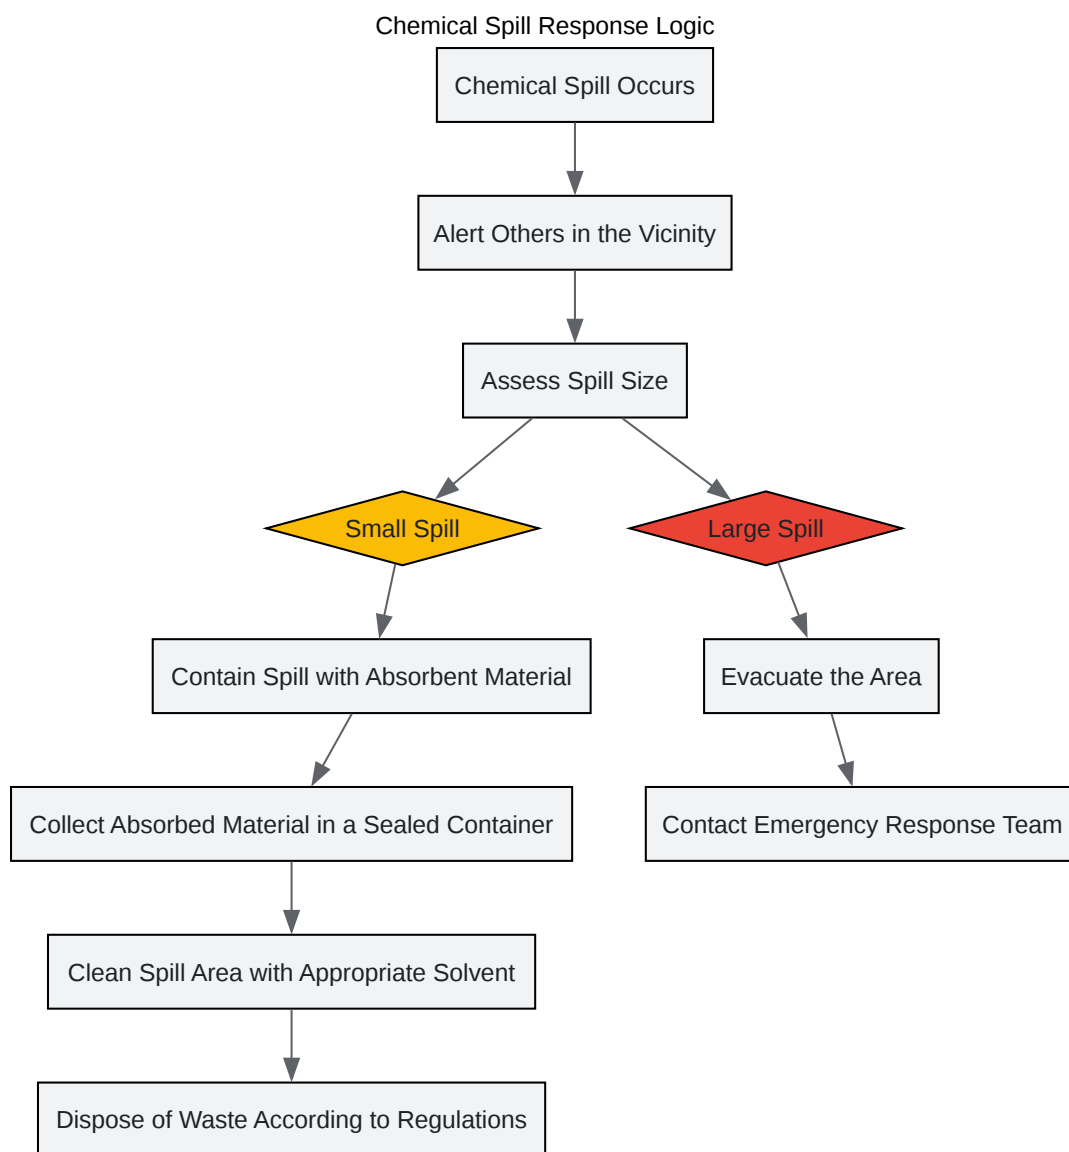 Chemical Spill Response Logic
Chemical Spill Occurs
Alert Others in the Vicinity
Assess Spill Size
Small Spill
Large Spill
Contain Spill with Absorbent Material
Evacuate the Area
Collect Absorbed Material in a Sealed Container
Contact Emergency Response Team
Clean Spill Area with Appropriate Solvent
Dispose of Waste According to Regulations